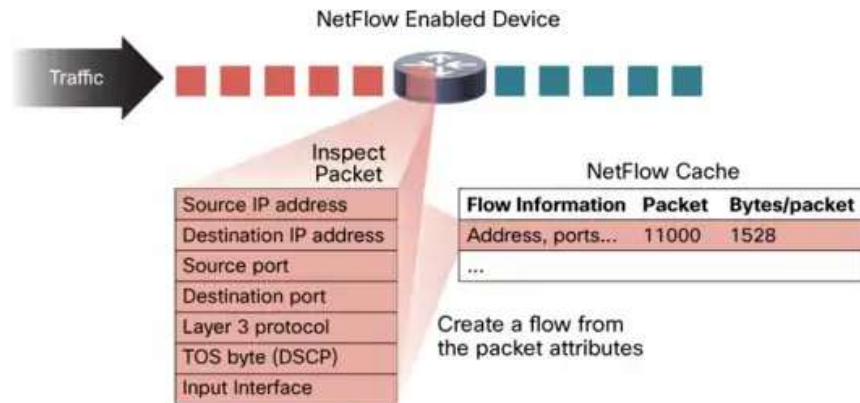 NetFlow Enabled Device
Traffic
Inspect
Packet
Source IP address
Destination IP address
Source port
Destination port
Layer 3 protocol
TOS byte (DSCP)
Input Interface
NetFlow Cache
Flow Information Packet Bytes/packet
Address, ports... 11000 1528
...
Create a flow from
the packet attributes